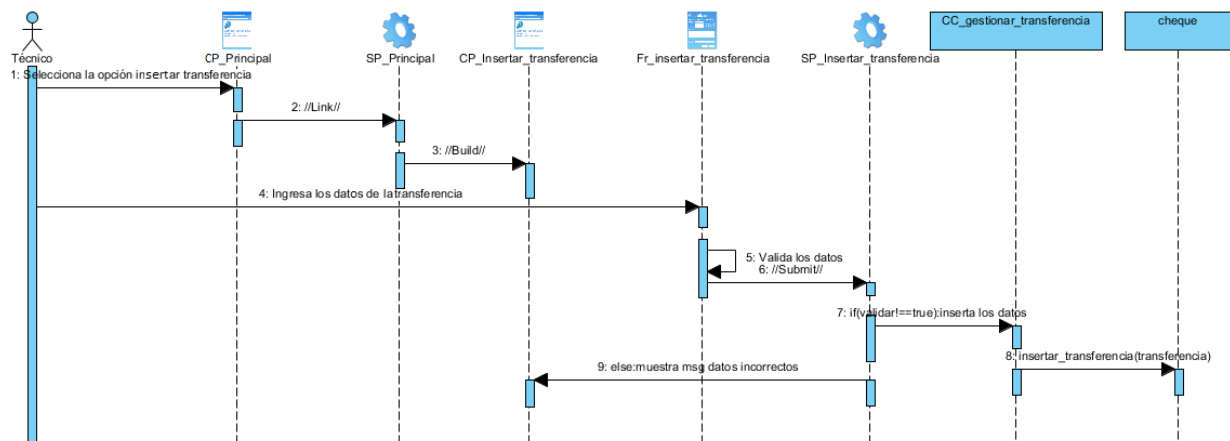 Técnico
CP_Principal
SP_Principal
CP_Insertar_transferencia
Fr_insertar_transferencia
SP_Insertar_transferencia
CC_gestionar_transferencia
cheque
1: Selecciona la opción insertar transferencia
2: //Link//
3: //Build//
4: Ingresa los datos de la transferencia
5: Valida los datos
6: //Submit//
7: if(validar!==true):inserta los datos
8: insertar_transferencia(transferencia)
9: else:muestra msg datos incorrectos